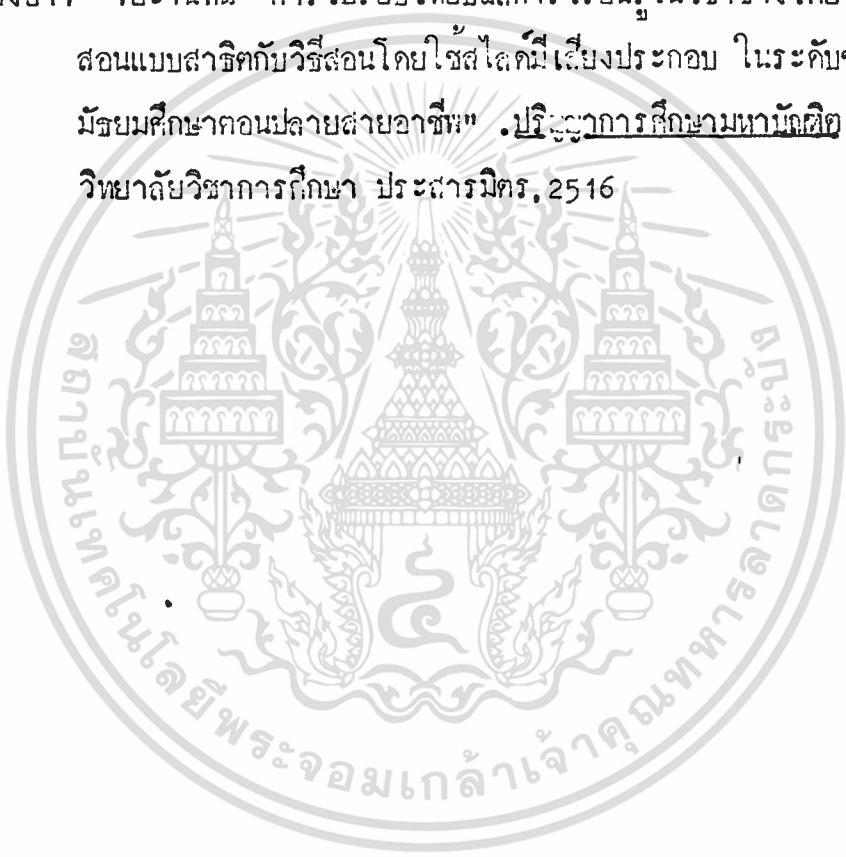 สอนแบบสาธิตกับวิธีสอนโดยใช้สไลด์มีเสียงประกอบ ในระดับ
มัธยมศึกษาตอนปลายสายอาชีพ" .ปริญญาการศึกษามหาบัณฑิต
วิทยาลัยวิชาการศึกษา ประสารมิตร, 2516
สถาบันเทคโนโลยีพระจอมเกล้าเจ้าคุณทหารลาดกระบัง